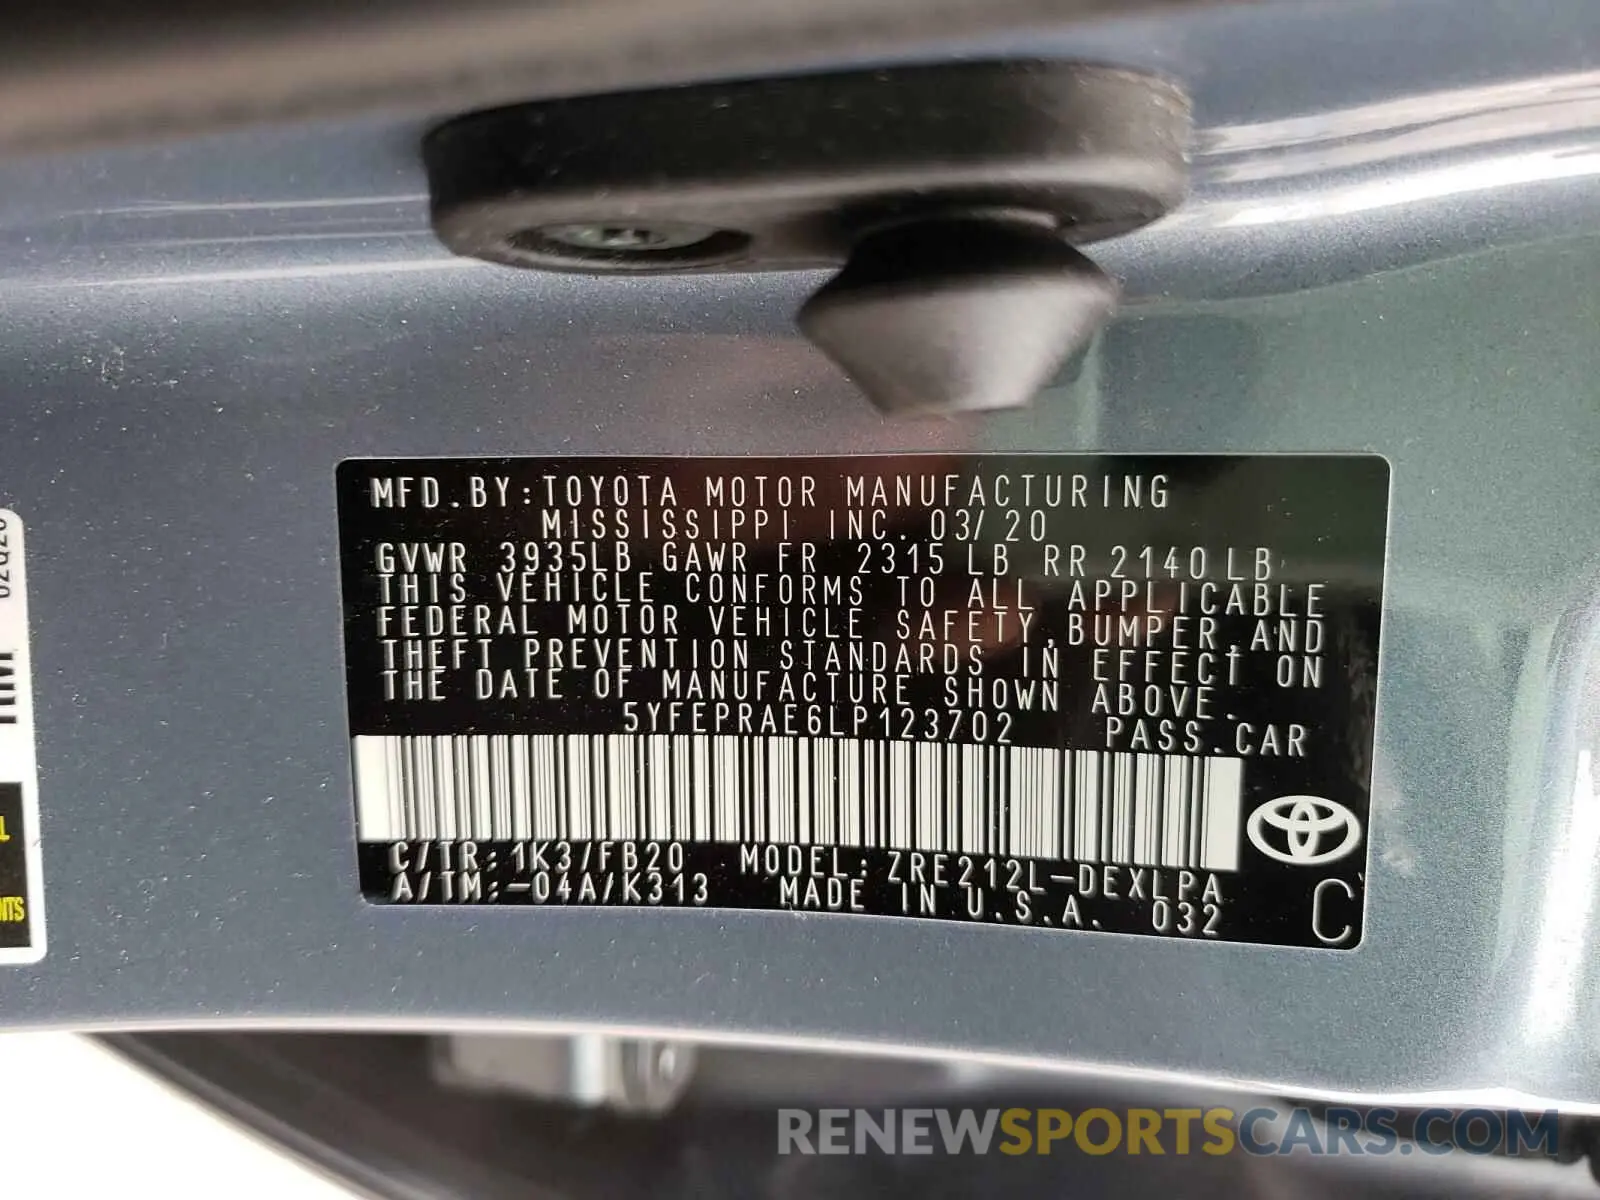 MFD.BY:TOYOTA MOTOR MANUFACTURING
MISSISSIPPI INC. 03/20
GVWR 3935LB GAWR FR 2315 LB RR 2140 LB
THIS VEHICLE CONFORMS TO ALL APPLICABLE
FEDERAL MOTOR VEHICLE SAFETY, BUMPER, AND
THEFT PREVENTION STANDARDS IN EFFECT ON
THE DATE OF MANUFACTURE SHOWN ABOVE.
5YFEPRAE6LP123702 PASS.CAR
C/TR:1K3/FB20 MODEL:ZRE212L-DEXLPA
A/TM:-04A/K313 MADE IN U.S.A. 032
C
RENEWSPORTSCARS.COM